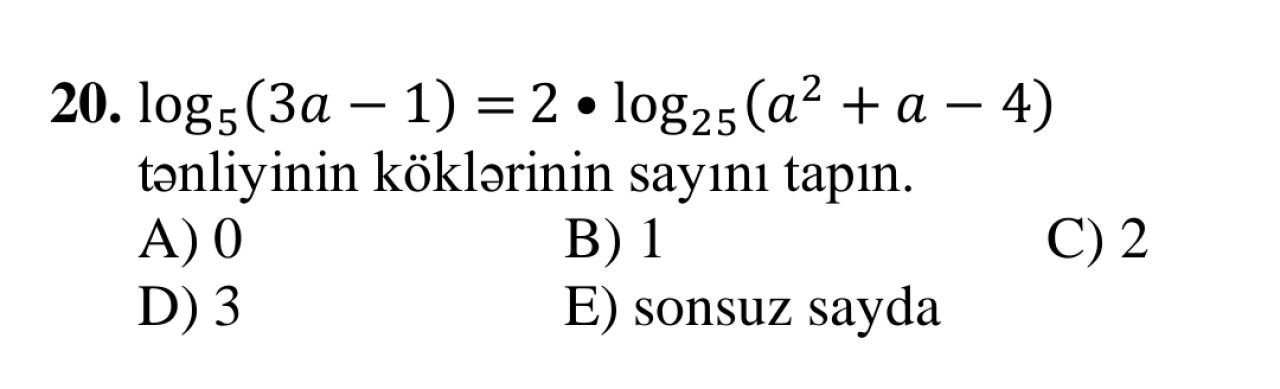 20. log₅(3a − 1) = 2 • log₂₅(a² + a − 4)
tənliyinin köklərinin sayını tapın.
A) 0 B) 1 C) 2
D) 3 E) sonsuz sayda